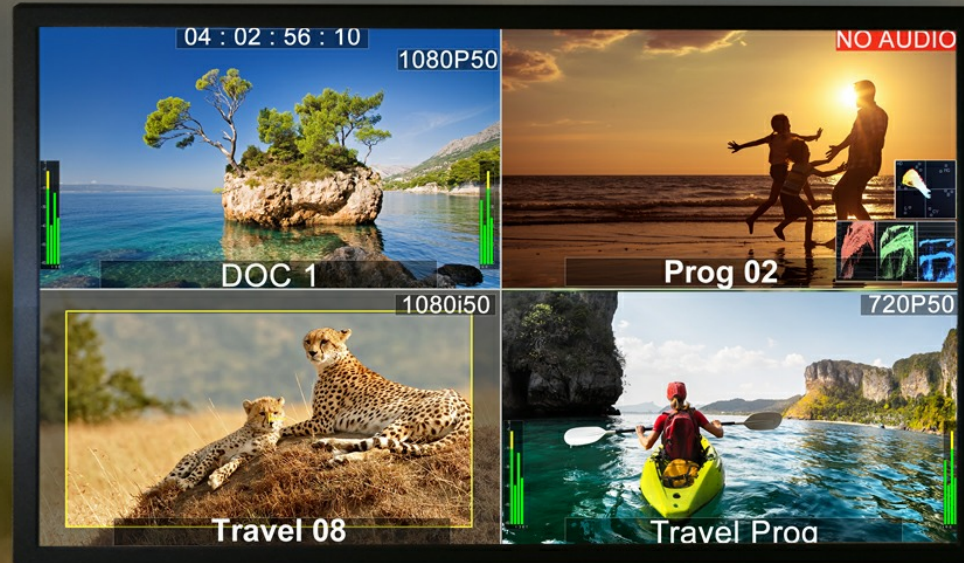 04 : 02 : 56 : 10
1080P50
DOC 1
NO AUDIO
Prog 02
1080i50
Travel 08
720P50
Travel Prog